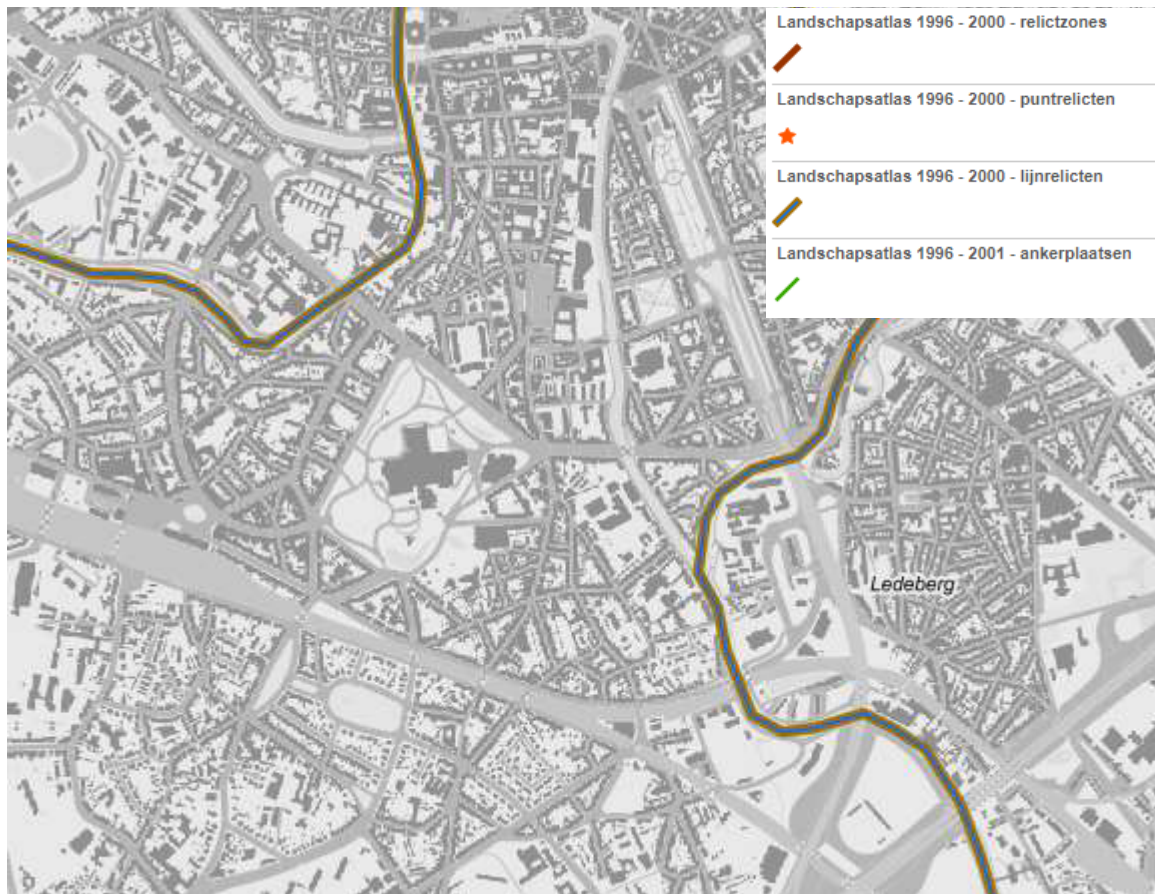 Landschapsatlas 1996 - 2000 - relictzones
Landschapsatlas 1996 - 2000 - puntrelicten
Landschapsatlas 1996 - 2000 - lijnrelicten
Landschapsatlas 1996 - 2001 - ankerplaatsen
Ledeberg